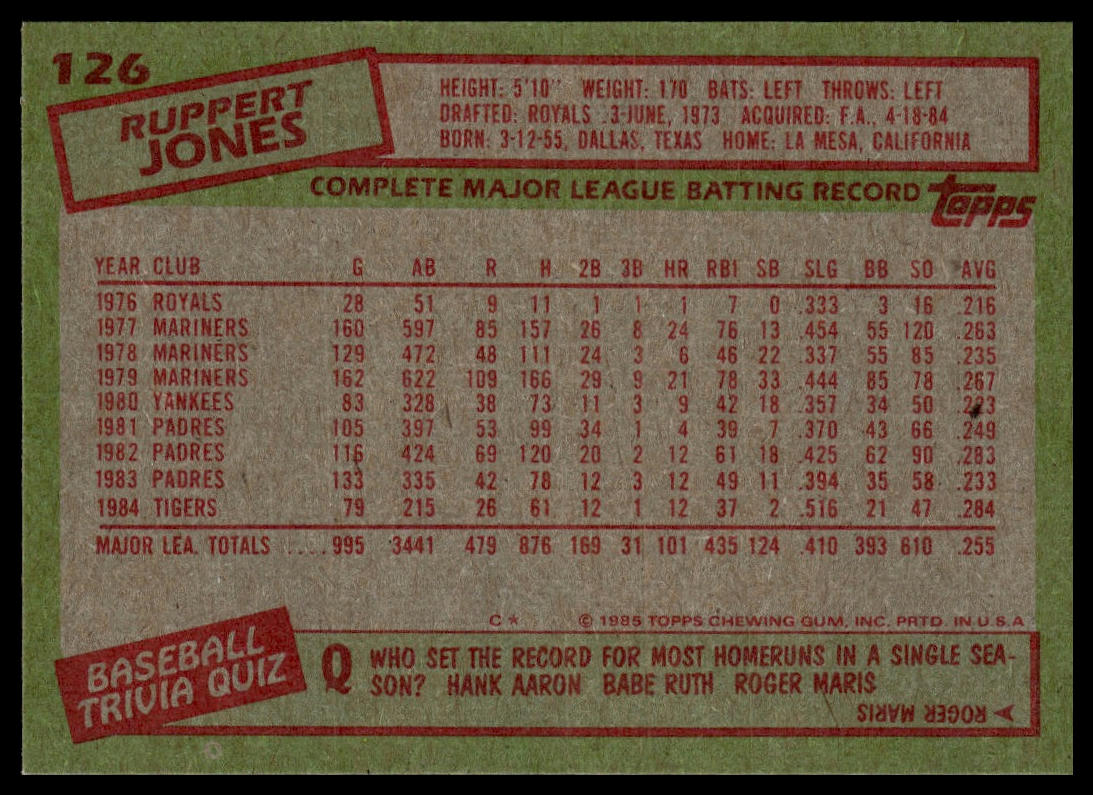 126
RUPPERT
JONES
HEIGHT: 5'10" WEIGHT: 170 BATS: LEFT THROWS: LEFT
DRAFTED: ROYALS .3-JUNE, 1973 ACQUIRED: F.A., 4-18-84
BORN: 3-12-55, DALLAS, TEXAS HOME: LA MESA, CALIFORNIA
COMPLETE MAJOR LEAGUE BATTING RECORD topps
YEAR CLUB G AB R H 2B 3B HR RBI SB SLG BB SO AVG
1976 ROYALS 28 51 9 11 1 1 1 7 0 .333 3 16 .216
1977 MARINERS 160 597 85 157 26 8 24 76 13 .454 55 120 .263
1978 MARINERS 129 472 48 111 24 3 6 46 22 .337 55 85 .235
1979 MARINERS 162 622 109 166 29 9 21 78 33 .444 85 78 .267
1980 YANKEES 83 328 38 73 11 3 9 42 18 .357 34 50 .223
1981 PADRES 105 397 53 99 34 1 4 39 7 .370 43 66 .249
1982 PADRES 116 424 69 120 20 2 12 61 18 .425 62 90 .283
1983 PADRES 133 335 42 78 12 3 12 49 11 .394 35 58 .233
1984 TIGERS 79 215 26 61 12 1 12 37 2 .516 21 47 .284
MAJOR LEA. TOTALS .... 995 3441 479 876 169 31 101 435 124 .410 393 610 .255
C* © 1985 TOPPS CHEWING GUM, INC. PRTD. IN U.S.A
BASEBALL
TRIVIA QUIZ
Q WHO SET THE RECORD FOR MOST HOMERUNS IN A SINGLE SEA-
SON? HANK AARON BABE RUTH ROGER MARIS
ROGER MARIS